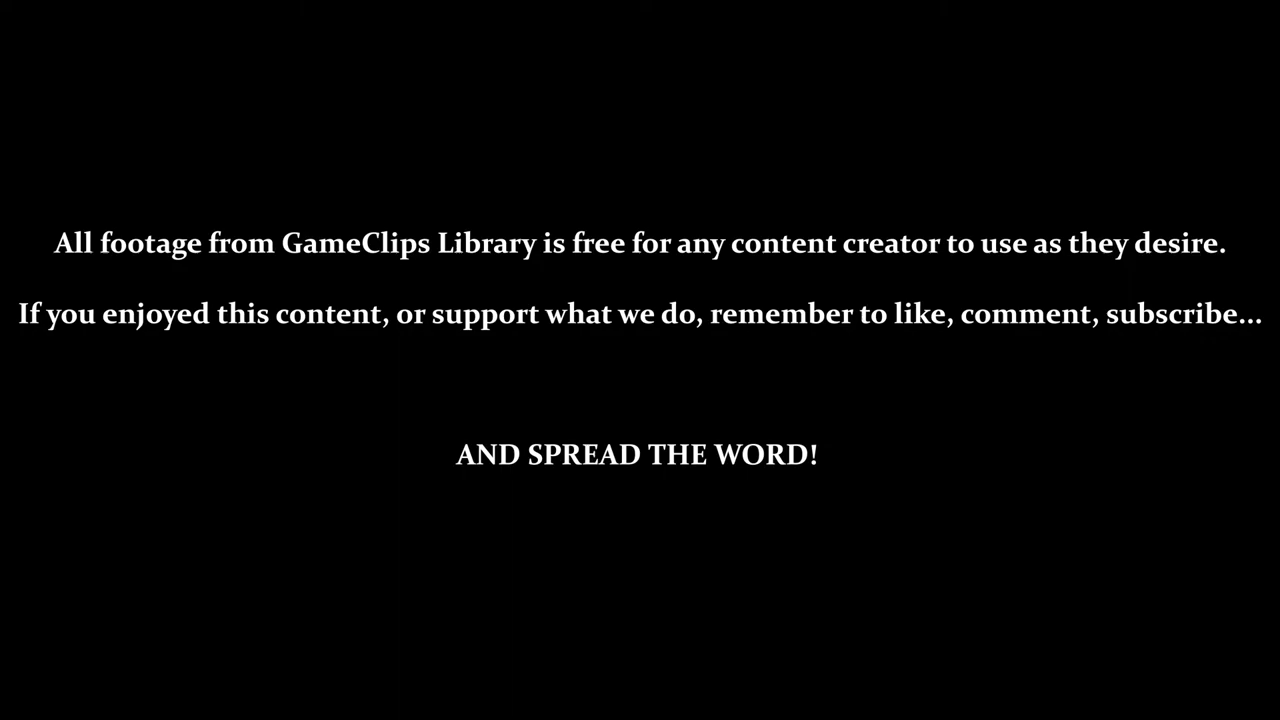 All footage from GameClips Library is free for any content creator to use as they desire.
If you enjoyed this content, or support what we do, remember to like, comment, subscribe...
AND SPREAD THE WORD!